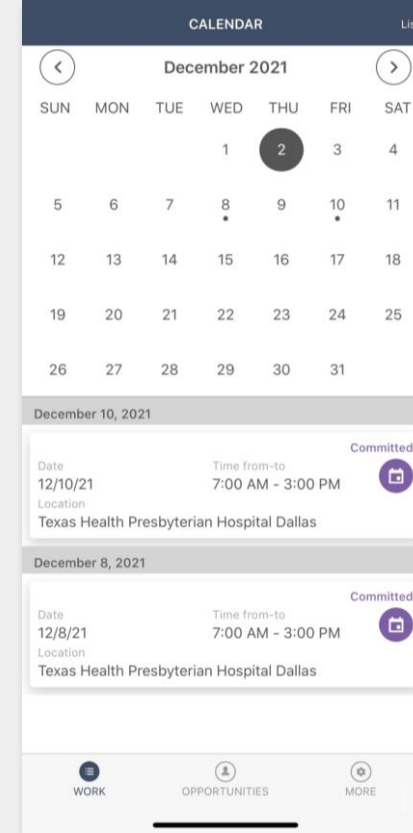 CALENDAR Lis
December 2021
SUN MON TUE WED THU FRI SAT
1 2 3 4
5 6 7 8 9 10 11
12 13 14 15 16 17 18
19 20 21 22 23 24 25
26 27 28 29 30 31
December 10, 2021
Committed
Date Time from-to
12/10/21 7:00 AM - 3:00 PM
Location
Texas Health Presbyterian Hospital Dallas
December 8, 2021
Committed
Date Time from-to
12/8/21 7:00 AM - 3:00 PM
Location
Texas Health Presbyterian Hospital Dallas
WORK OPPORTUNITIES MORE